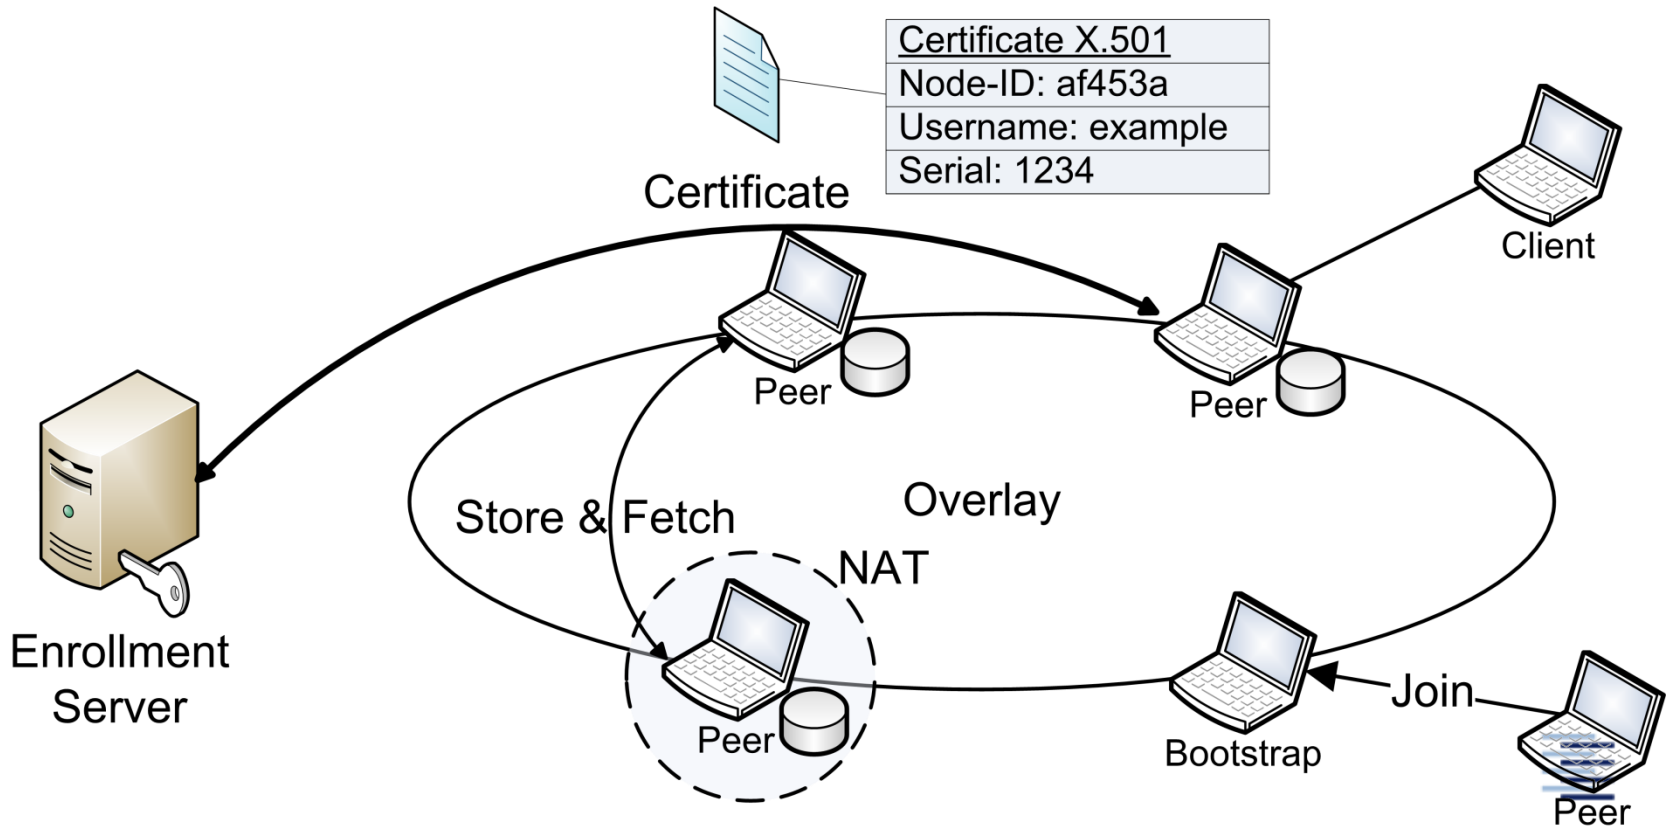 Certificate X.501
Node-ID: af453a
Username: example
Serial: 1234
Certificate
Client
Peer
Peer
Store & Fetch
Overlay
NAT
Enrollment
Server
Peer
Bootstrap
Join
Peer